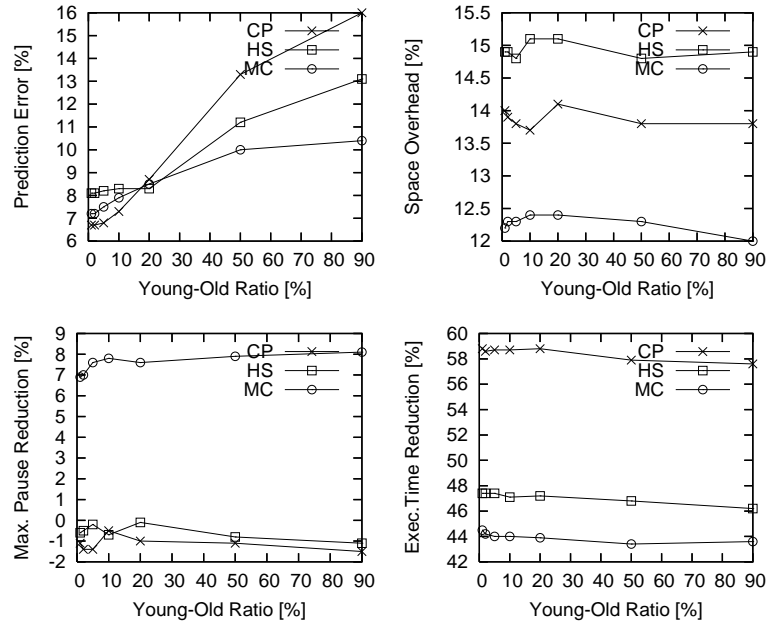 Prediction Error [%]
16
15
14
13
12
11
10
9
8
7
6
0 10 20 30 40 50 60 70 80 90
Young-Old Ratio [%]
CP
HS
MC
Space Overhead [%]
15.5
15
14.5
14
13.5
13
12.5
12
0 10 20 30 40 50 60 70 80 90
Young-Old Ratio [%]
CP
HS
MC
Max. Pause Reduction [%]
9
8
7
6
5
4
3
2
1
0
-1
-2
0 10 20 30 40 50 60 70 80 90
Young-Old Ratio [%]
CP
HS
MC
Exec.Time Reduction [%]
60
58
56
54
52
50
48
46
44
42
0 10 20 30 40 50 60 70 80 90
Young-Old Ratio [%]
CP
HS
MC